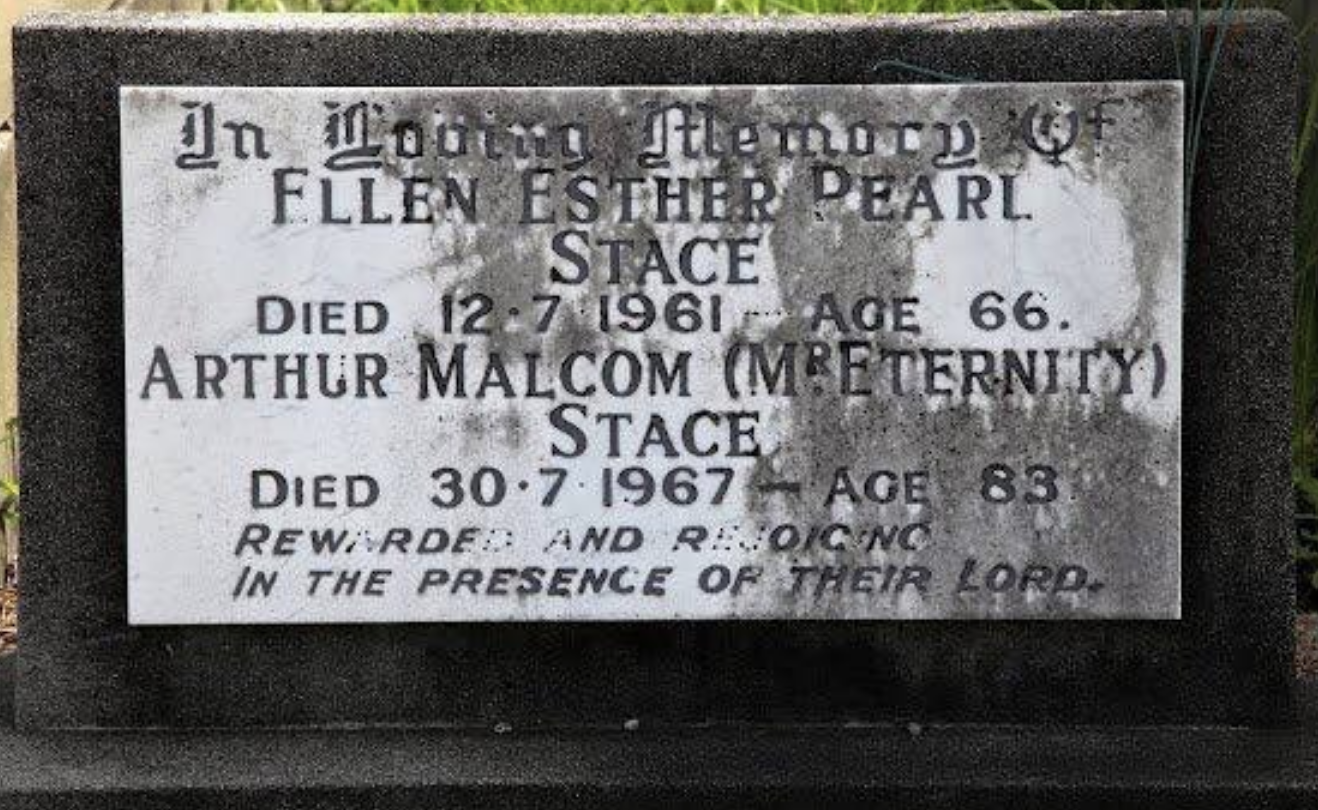 In Loving Memory Of
ELLEN ESTHER PEARL
STACE
DIED 12·7·1961 — AGE 66.
ARTHUR MALCOM (MR ETERNITY)
STACE
DIED 30·7·1967 — AGE 83
REWARDED AND REJOICING
IN THE PRESENCE OF THEIR LORD.